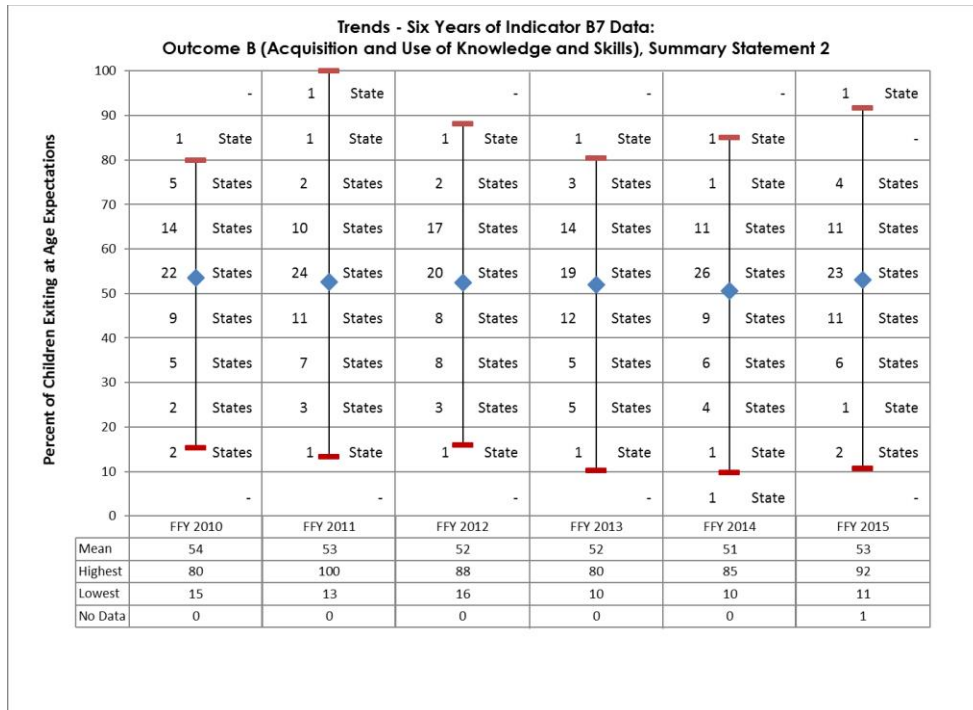 Trends - Six Years of Indicator B7 Data:
Outcome B (Acquisition and Use of Knowledge and Skills), Summary Statement 2
Percent of Children Exiting at Age Expectations
100
- 1 State - - - 1 State
90
1 State 1 State 1 State 1 State 1 State -
80
5 States 2 States 2 States 3 States 1 State 4 States
70
14 States 10 States 17 States 14 States 11 States 11 States
60
22 States 24 States 20 States 19 States 26 States 23 States
50
9 States 11 States 8 States 12 States 9 States 11 States
40
5 States 7 States 8 States 5 States 6 States 6 States
30
2 States 3 States 3 States 5 States 4 States 1 State
20
2 States 1 State 1 State 1 State 1 State 2 States
10
- - - - 1 State -
0
FFY 2010 FFY 2011 FFY 2012 FFY 2013 FFY 2014 FFY 2015
Mean 54 53 52 52 51 53
Highest 80 100 88 80 85 92
Lowest 15 13 16 10 10 11
No Data 0 0 0 0 0 1